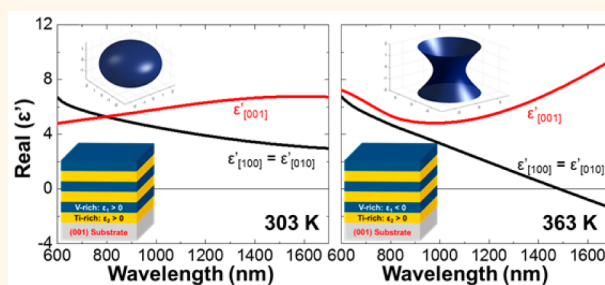 12
8
4
0
-4
Real (ε')
ε'[001]
ε'[100] = ε'[010]
V-rich: ε₁ > 0
Ti-rich: ε₂ > 0
(001) Substrate
303 K
600 800 1000 1200 1400 1600
Wavelength (nm)
ε'[001]
ε'[100] = ε'[010]
V-rich: ε₁ < 0
Ti-rich: ε₂ > 0
(001) Substrate
363 K
600 800 1000 1200 1400 1600
Wavelength (nm)